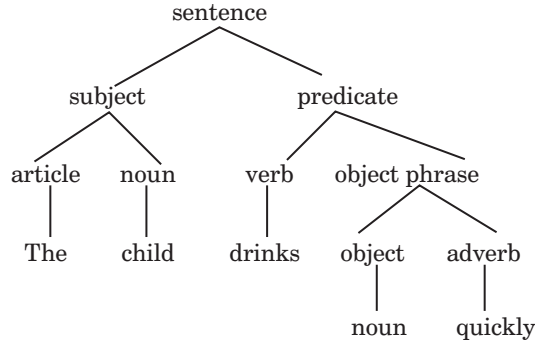 sentence
subject predicate
article noun verb object phrase
The child drinks object adverb
noun quickly